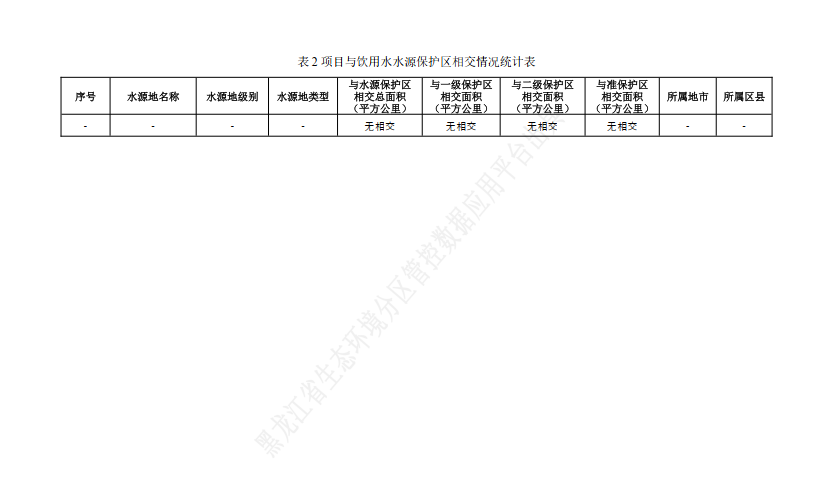 表 2 项目与饮用水水源保护区相交情况统计表
序号 水源地名称 水源地级别 水源地类型 与水源保护区相交总面积（平方公里） 与一级保护区相交面积（平方公里） 与二级保护区相交面积（平方公里） 与准保护区相交面积（平方公里） 所属地市 所属区县
- - - - 无相交 无相交 无相交 无相交 - -
黑龙江省生态环境分区管控数据应用平台